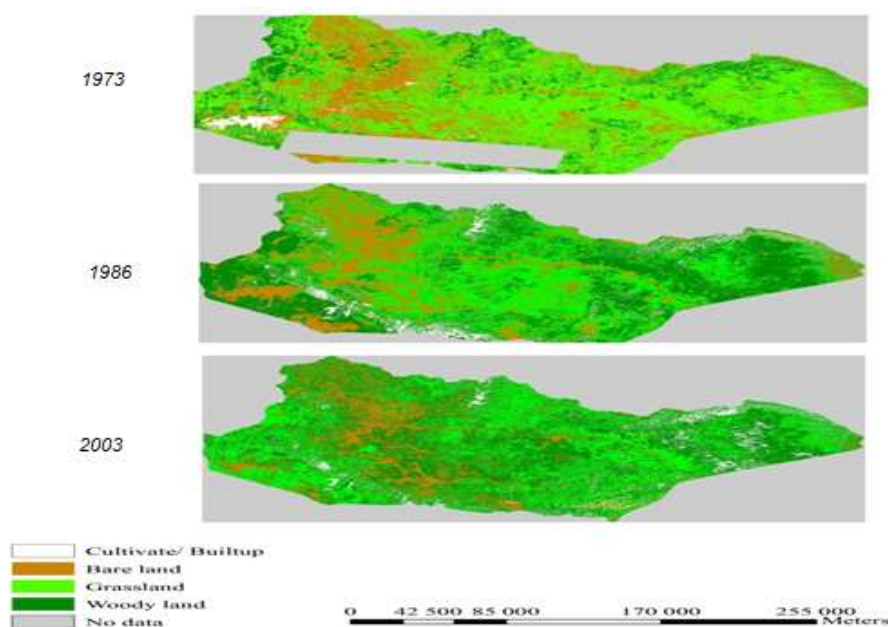 1973
1986
2003
Cultivate/ Builtup
Bare land
Grassland
Woody land
No data
0 42 500 85 000 170 000 255 000
Meters